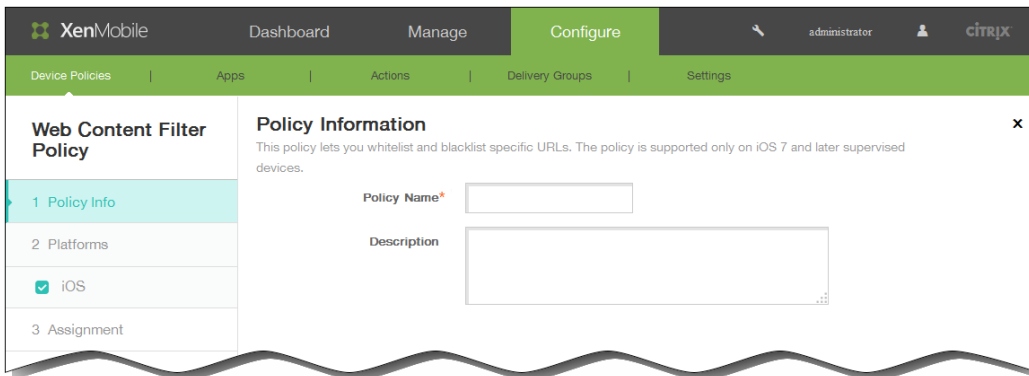 XenMobile Dashboard Manage Configure administrator CİTRIX
Device Policies | Apps | Actions | Delivery Groups | Settings
Web Content Filter
Policy
1 Policy Info
2 Platforms
iOS
3 Assignment
Policy Information
x
This policy lets you whitelist and blacklist specific URLs. The policy is supported only on iOS 7 and later supervised
devices.
Policy Name*
Description